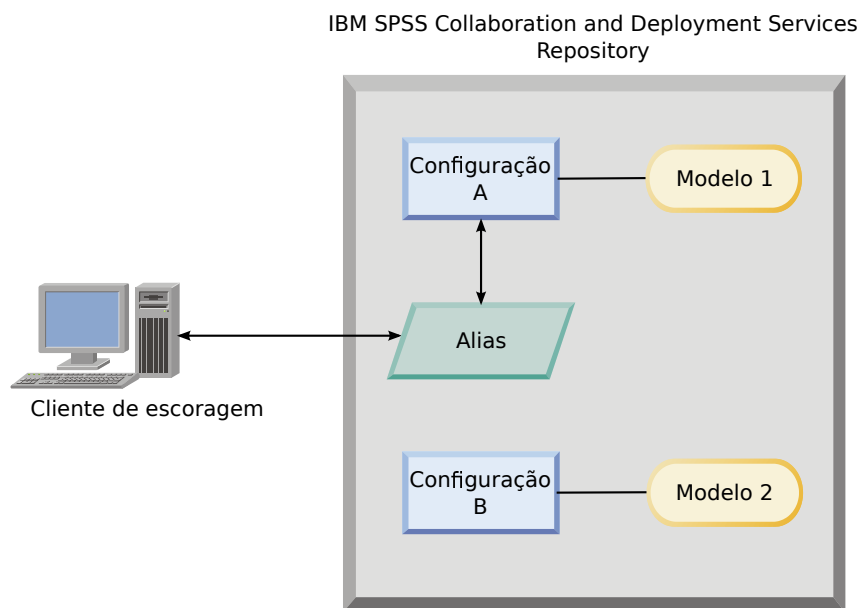 IBM SPSS Collaboration and Deployment Services
Repository
Configuração
A
Modelo 1
Alias
Cliente de escoragem
Configuração
B
Modelo 2